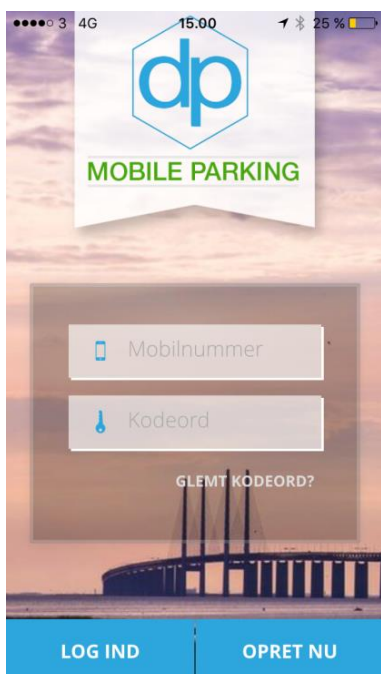 3 4G 15.00 25 %
dp
MOBILE PARKING
Mobilnummer
Kodeord
GLEMT KODEORD?
LOG IND OPRET NU